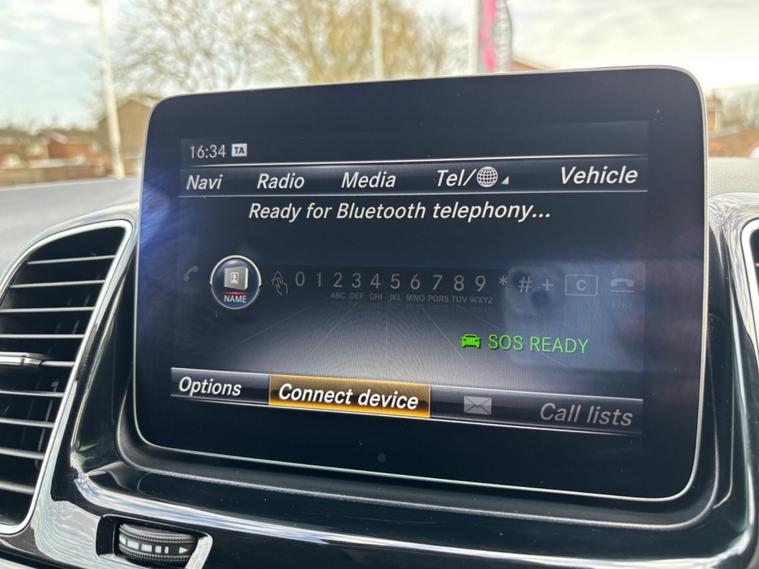 16:34 TA
Navi Radio Media Tel/ Vehicle
Ready for Bluetooth telephony...
NAME
0 1 2 3 4 5 6 7 8 9 * # + C
ABC DEF GHI JKL MNO PQRS TUV WXYZ
SOS READY
Options Connect device Call lists